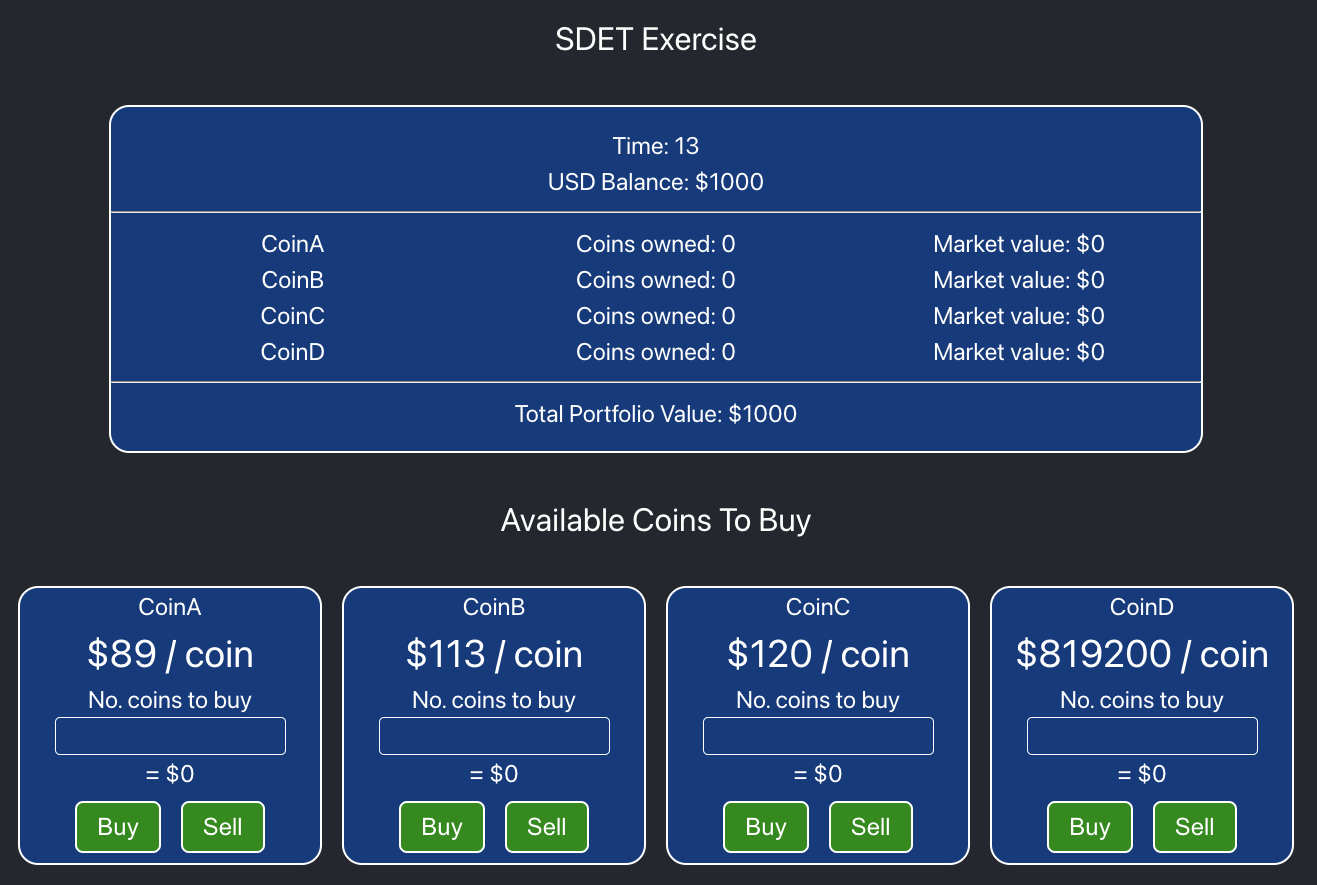 SDET Exercise
Time: 13
USD Balance: $1000
CoinA Coins owned: 0 Market value: $0
CoinB Coins owned: 0 Market value: $0
CoinC Coins owned: 0 Market value: $0
CoinD Coins owned: 0 Market value: $0
Total Portfolio Value: $1000
Available Coins To Buy
CoinA
$89 / coin
No. coins to buy
= $0
Buy Sell
CoinB
$113 / coin
No. coins to buy
= $0
Buy Sell
CoinC
$120 / coin
No. coins to buy
= $0
Buy Sell
CoinD
$819200 / coin
No. coins to buy
= $0
Buy Sell